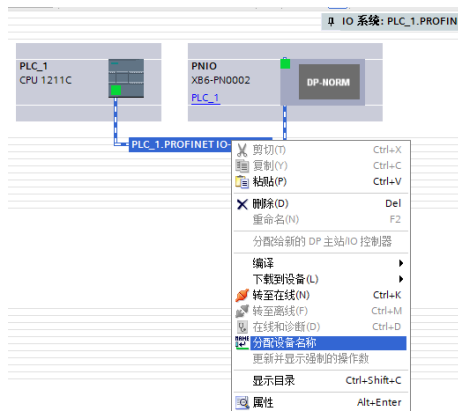 IO 系统: PLC_1.PROFIN
PLC_1
CPU 1211C
PNIO
XB6-PN0002
PLC_1
DP-NORM
PLC_1.PROFINET IO-
剪切(T) Ctrl+X
复制(Y) Ctrl+C
粘贴(P) Ctrl+V
删除(D) Del
重命名(N) F2
分配给新的 DP 主站/IO 控制器
编译
下载到设备(L)
转至在线(N) Ctrl+K
转至离线(F) Ctrl+M
在线和诊断(D) Ctrl+D
分配设备名称
更新并显示强制的操作数
显示目录 Ctrl+Shift+C
属性 Alt+Enter